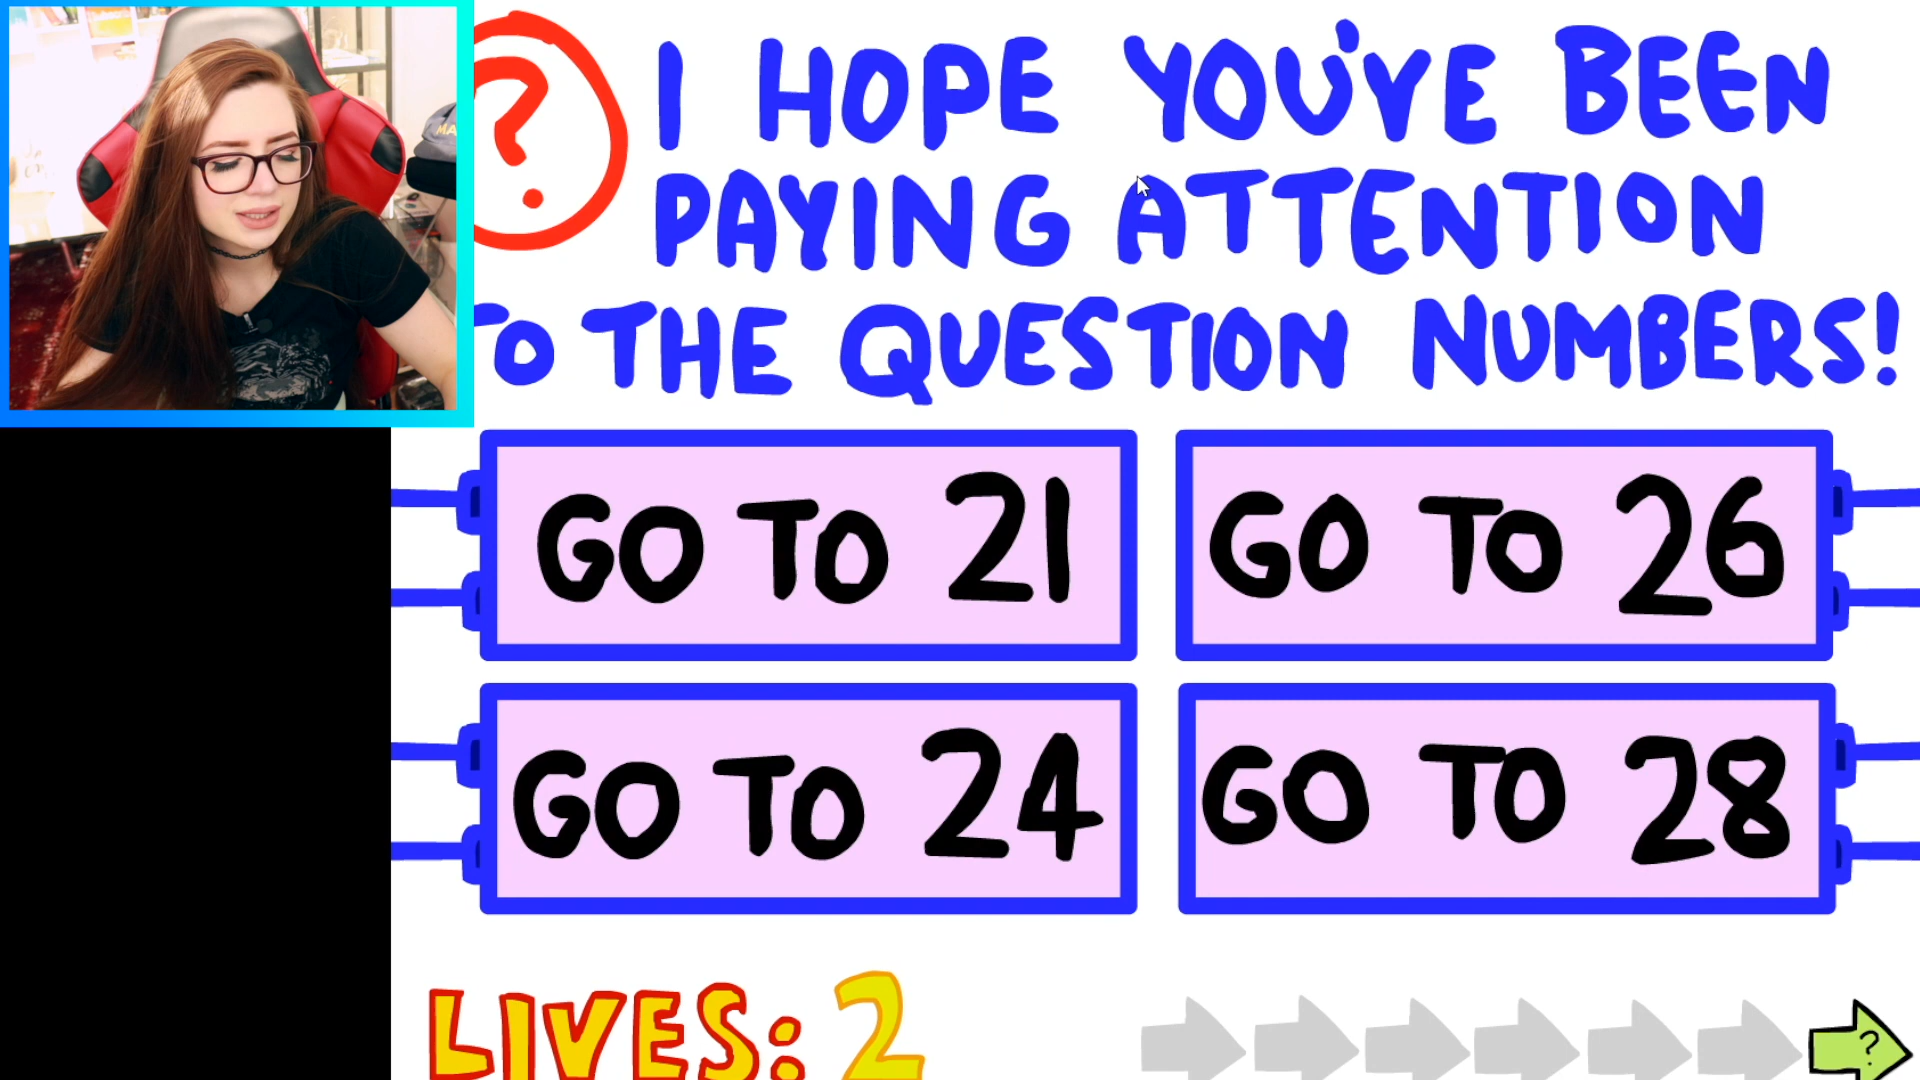 ?
I HOPE YOU'VE BEEN
PAYING ATTENTION
TO THE QUESTION NUMBERS!
GO TO 21
GO TO 26
GO TO 24
GO TO 28
LIVES: 2
?